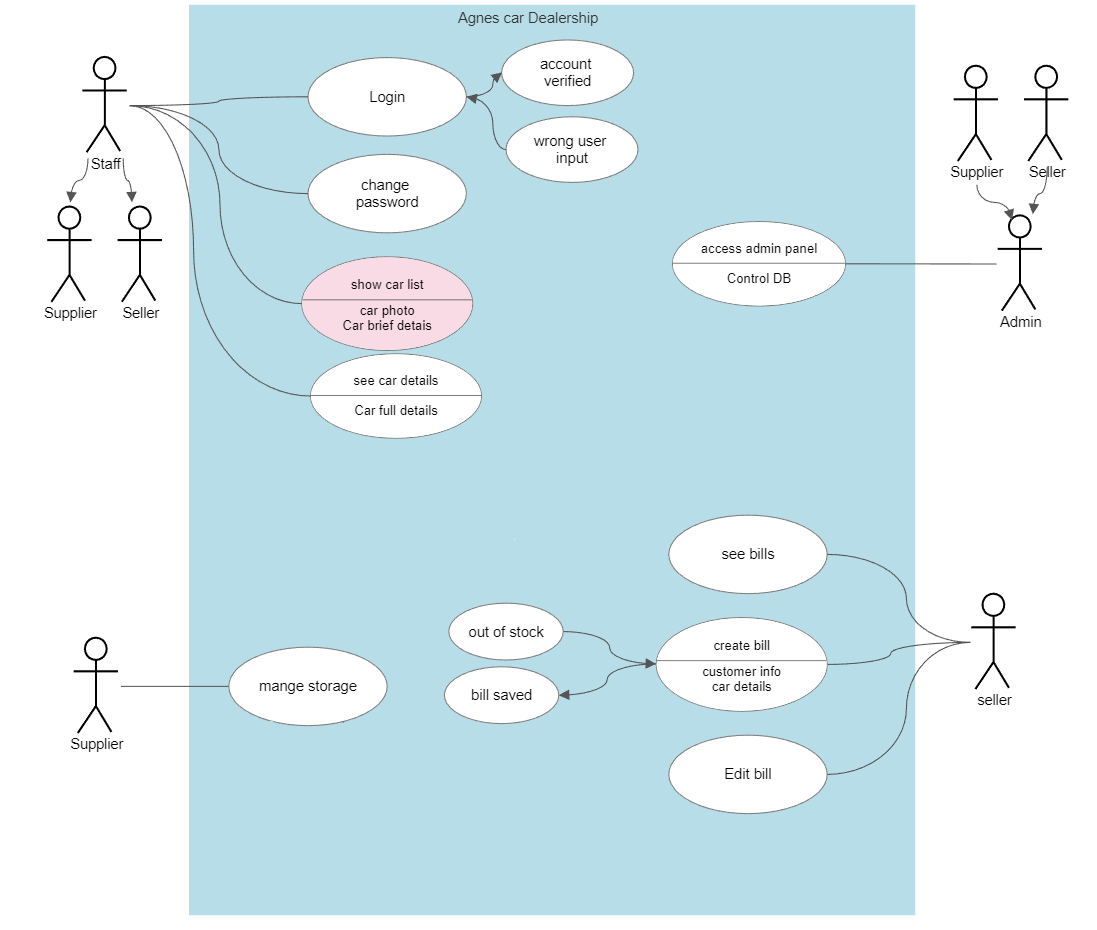 Agnes car Dealership
Staff
Supplier
Seller
Login
account
verified
wrong user
input
change
password
show car list
car photo
Car brief detais
see car details
Car full details
Supplier
Seller
access admin panel
Control DB
Admin
see bills
out of stock
bill saved
create bill
customer info
car details
Edit bill
seller
Supplier
mange storage